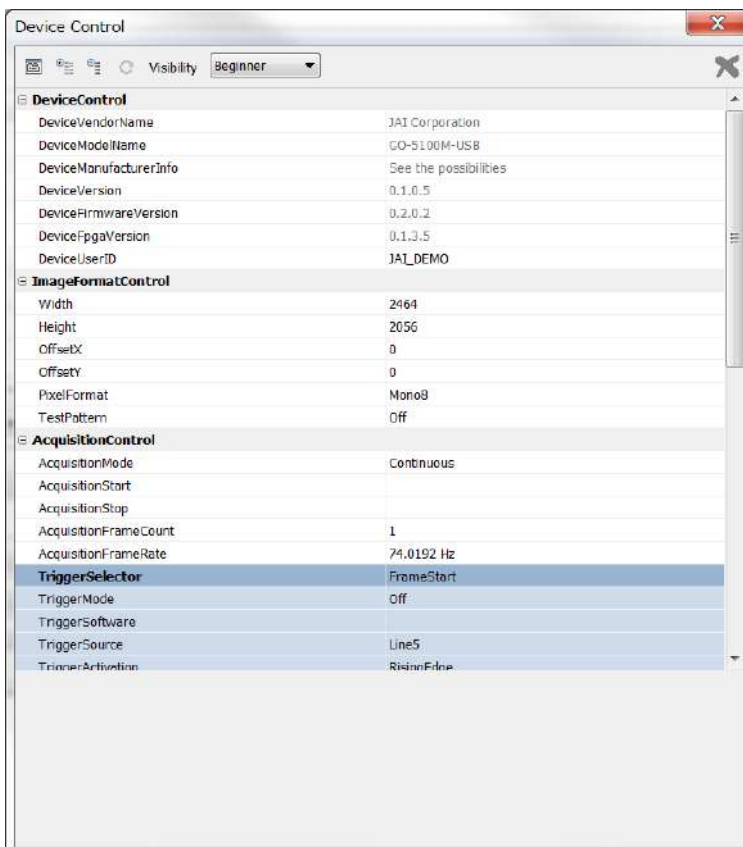 Device Control
Visibility Beginner
DeviceControl
DeviceVendorName JAI Corporation
DeviceModelName GO-5100M-USB
DeviceManufacturerInfo See the possibilities
DeviceVersion 0.1.0.5
DeviceFirmwareVersion 0.2.0.2
DeviceFpgaVersion 0.1.3.5
DeviceUserID JAI_DEMO
ImageFormatControl
Width 2464
Height 2056
OffsetX 0
OffsetY 0
PixelFormat Mono8
TestPattern Off
AcquisitionControl
AcquisitionMode Continuous
AcquisitionStart
AcquisitionStop
AcquisitionFrameCount 1
AcquisitionFrameRate 74.0192 Hz
TriggerSelector FrameStart
TriggerMode Off
TriggerSoftware
TriggerSource Line5
TriggerActivation RisingEdge